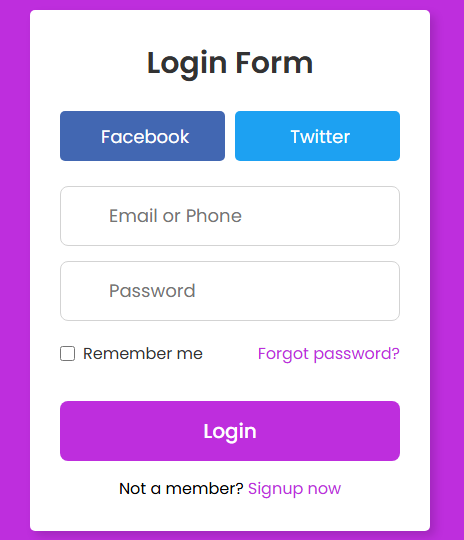 Login Form
Facebook Twitter
Email or Phone
Password
Remember me Forgot password?
Login
Not a member? Signup now